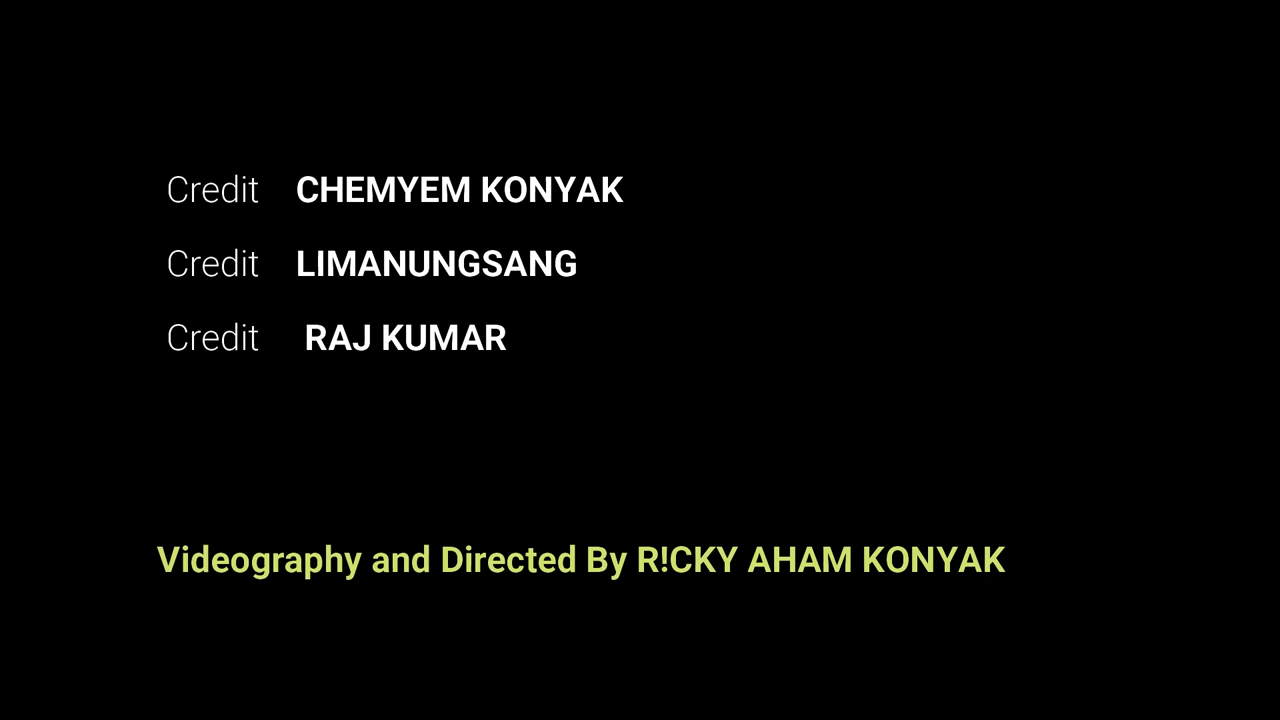 Credit CHEMYEM KONYAK
Credit LIMANUNGSANG
Credit RAJ KUMAR
Videography and Directed By R!CKY AHAM KONYAK